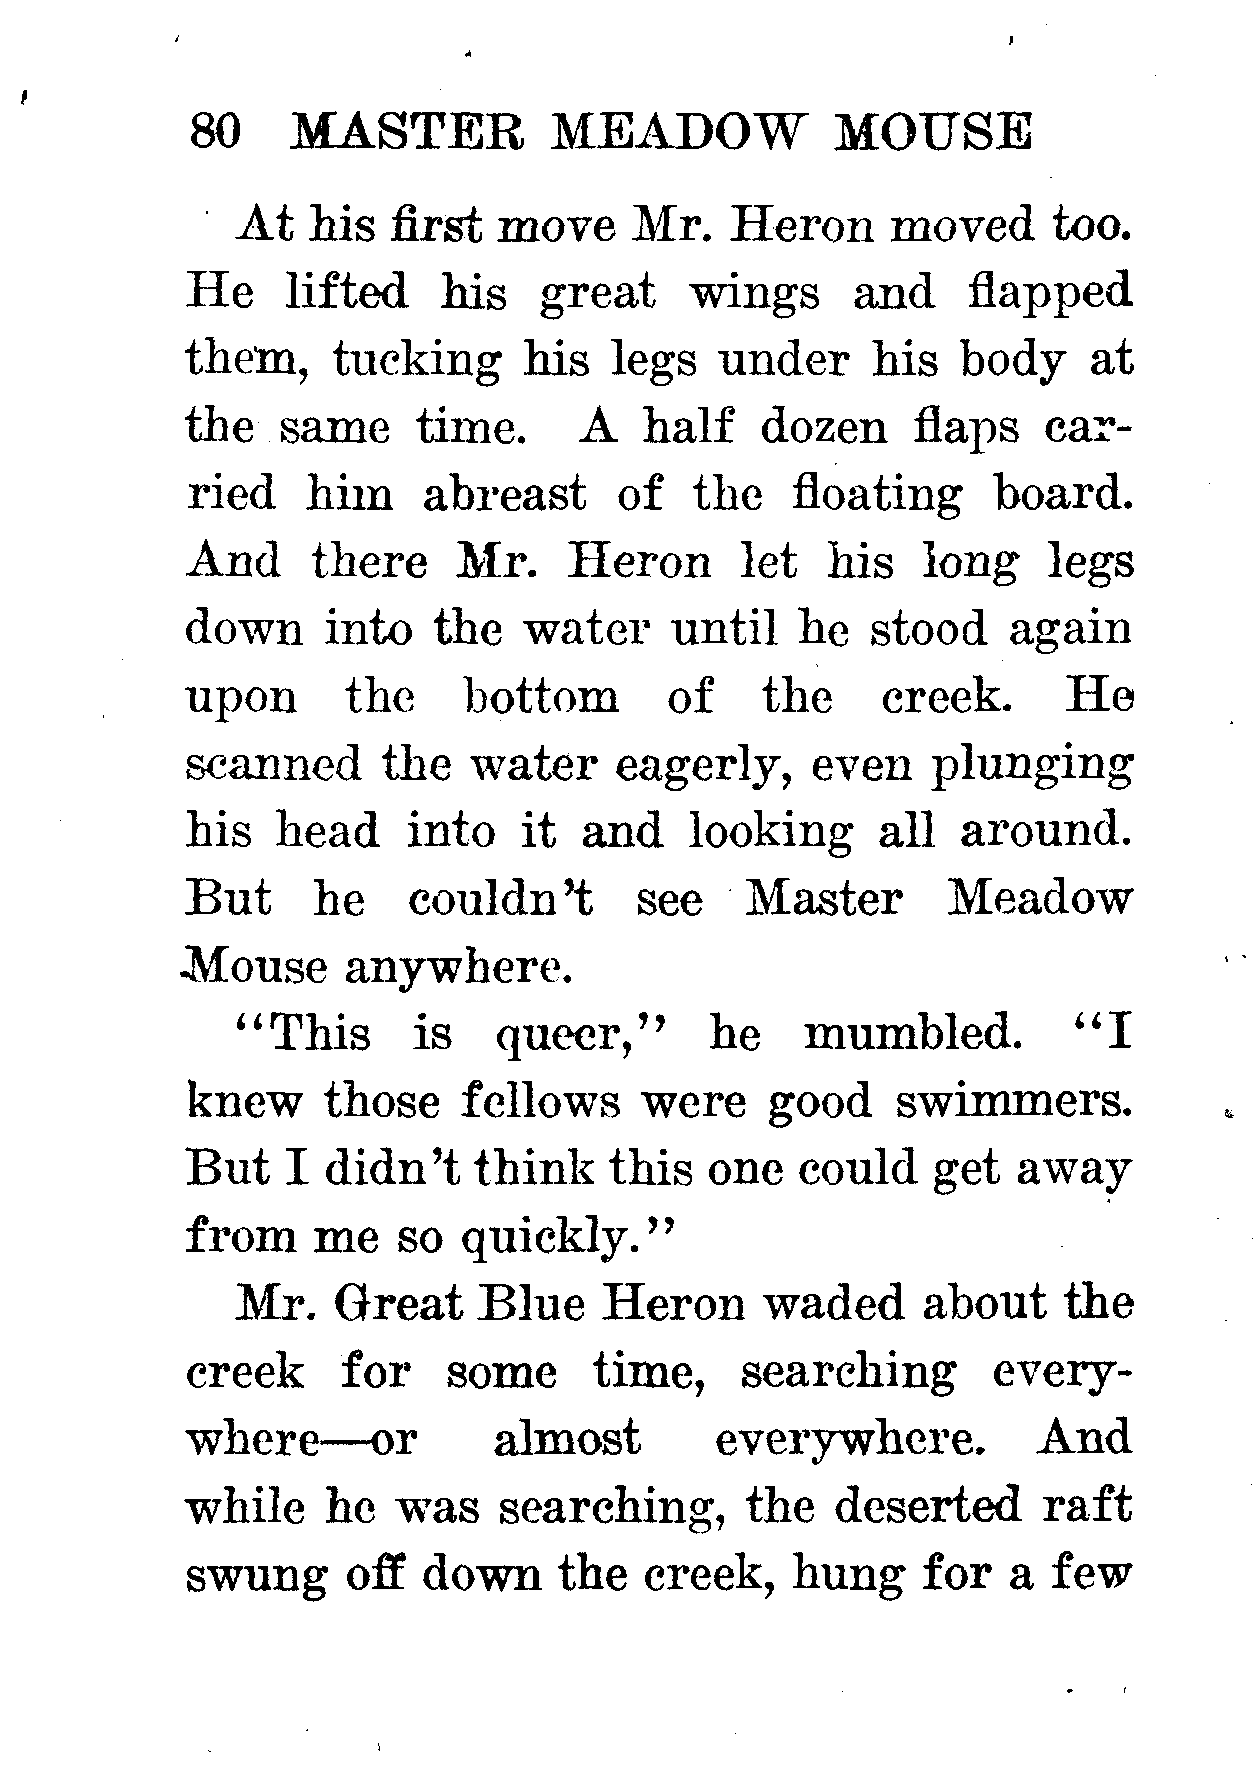 80 MASTER MEADOW MOUSE
At his first move Mr. Heron moved too.
He lifted his great wings and flapped
them, tucking his legs under his body at
the same time. A half dozen flaps car-
ried him abreast of the floating board.
And there Mr. Heron let his long legs
down into the water until he stood again
upon the bottom of the creek. He
scanned the water eagerly, even plunging
his head into it and looking all around.
But he couldn't see Master Meadow
Mouse anywhere.
"This is queer," he mumbled. "I
knew those fellows were good swimmers.
But I didn't think this one could get away
from me so quickly."
Mr. Great Blue Heron waded about the
creek for some time, searching every-
where—or almost everywhere. And
while he was searching, the deserted raft
swung off down the creek, hung for a few